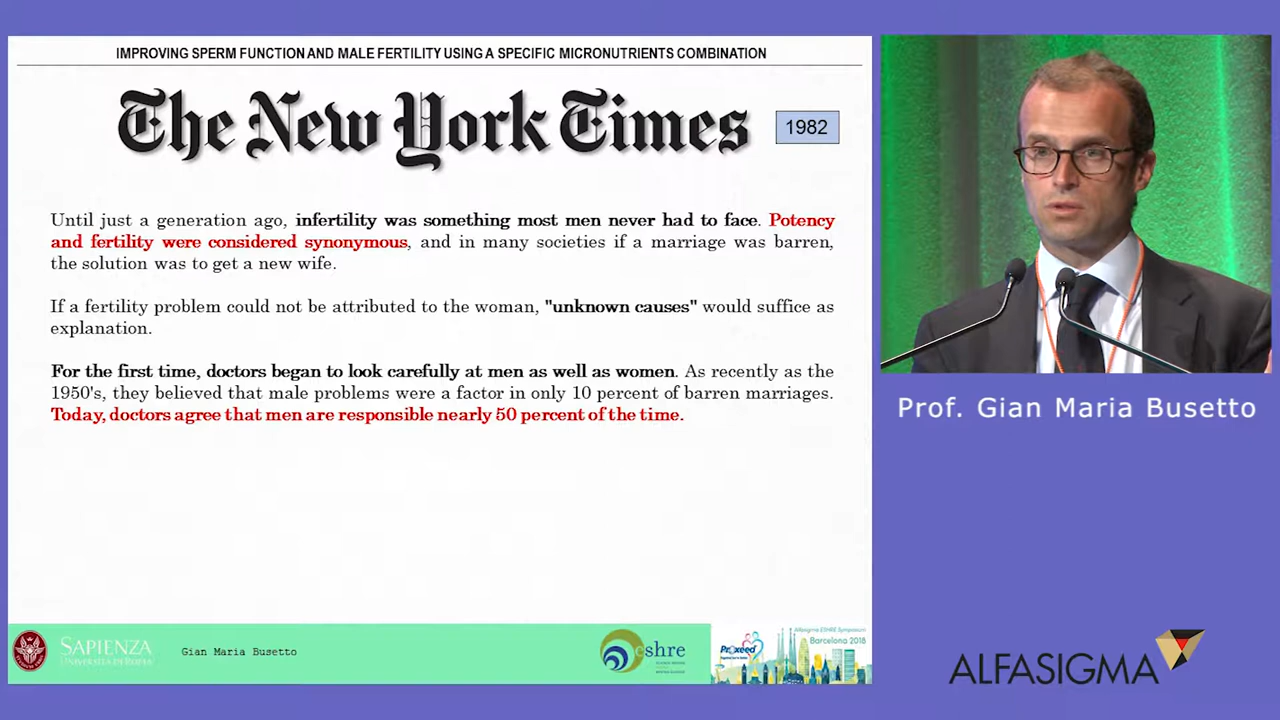 IMPROVING SPERM FUNCTION AND MALE FERTILITY USING A SPECIFIC MICRONUTRIENTS COMBINATION
The New York Times
1982
Until just a generation ago, infertility was something most men never had to face. Potency
and fertility were considered synonymous, and in many societies if a marriage was barren,
the solution was to get a new wife.
If a fertility problem could not be attributed to the woman, "unknown causes" would suffice as
explanation.
For the first time, doctors began to look carefully at men as well as women. As recently as the
1950's, they believed that male problems were a factor in only 10 percent of barren marriages.
Today, doctors agree that men are responsible nearly 50 percent of the time.
Prof. Gian Maria Busetto
SAPIENZA
UNIVERSITÀ DI ROMA
Gian Maria Busetto
eshre
Proxeed
Alfasigma ESHRE Symposium
Barcelona 2018
ALFASIGMA